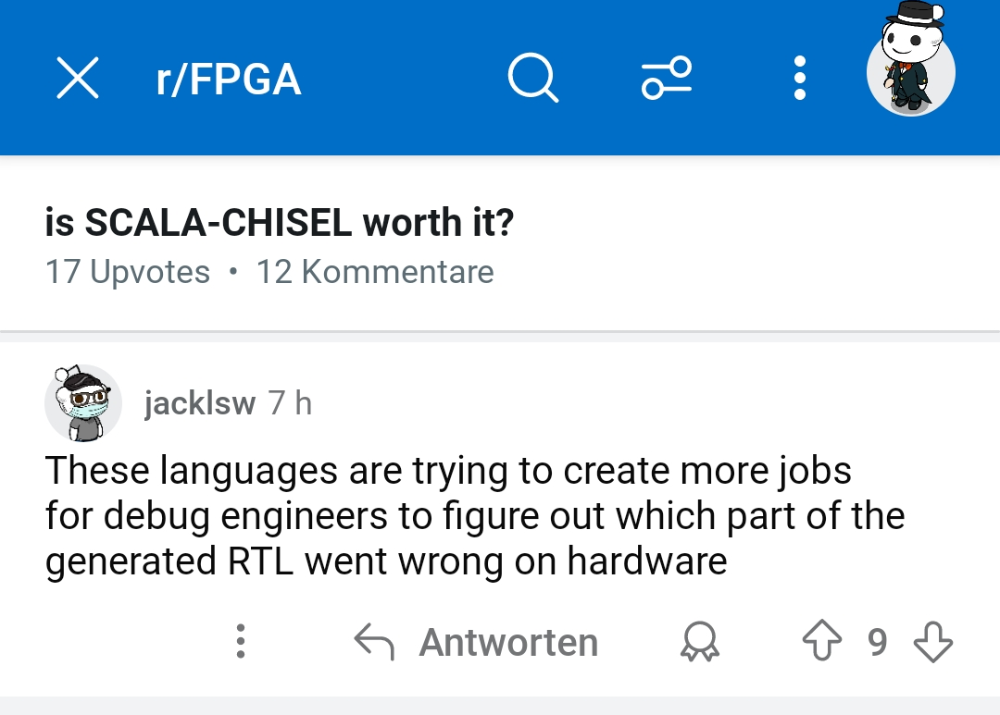 r/FPGA
is SCALA-CHISEL worth it?
17 Upvotes • 12 Kommentare
jacklsw 7 h
These languages are trying to create more jobs
for debug engineers to figure out which part of the
generated RTL went wrong on hardware
Antworten 9